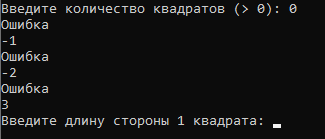 Введите количество квадратов (> 0): 0
Ошибка
-1
Ошибка
-2
Ошибка
3
Введите длину стороны 1 квадрата: